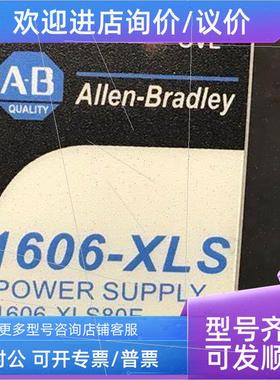 欢迎进店询价/议价
AB
QUALITY
Allen-Bradley
1606-XLS
POWER SUPPLY
1606-XLS80E
更多型号咨询店铺客服
对公 可开专票/普票
型号齐
可发顺